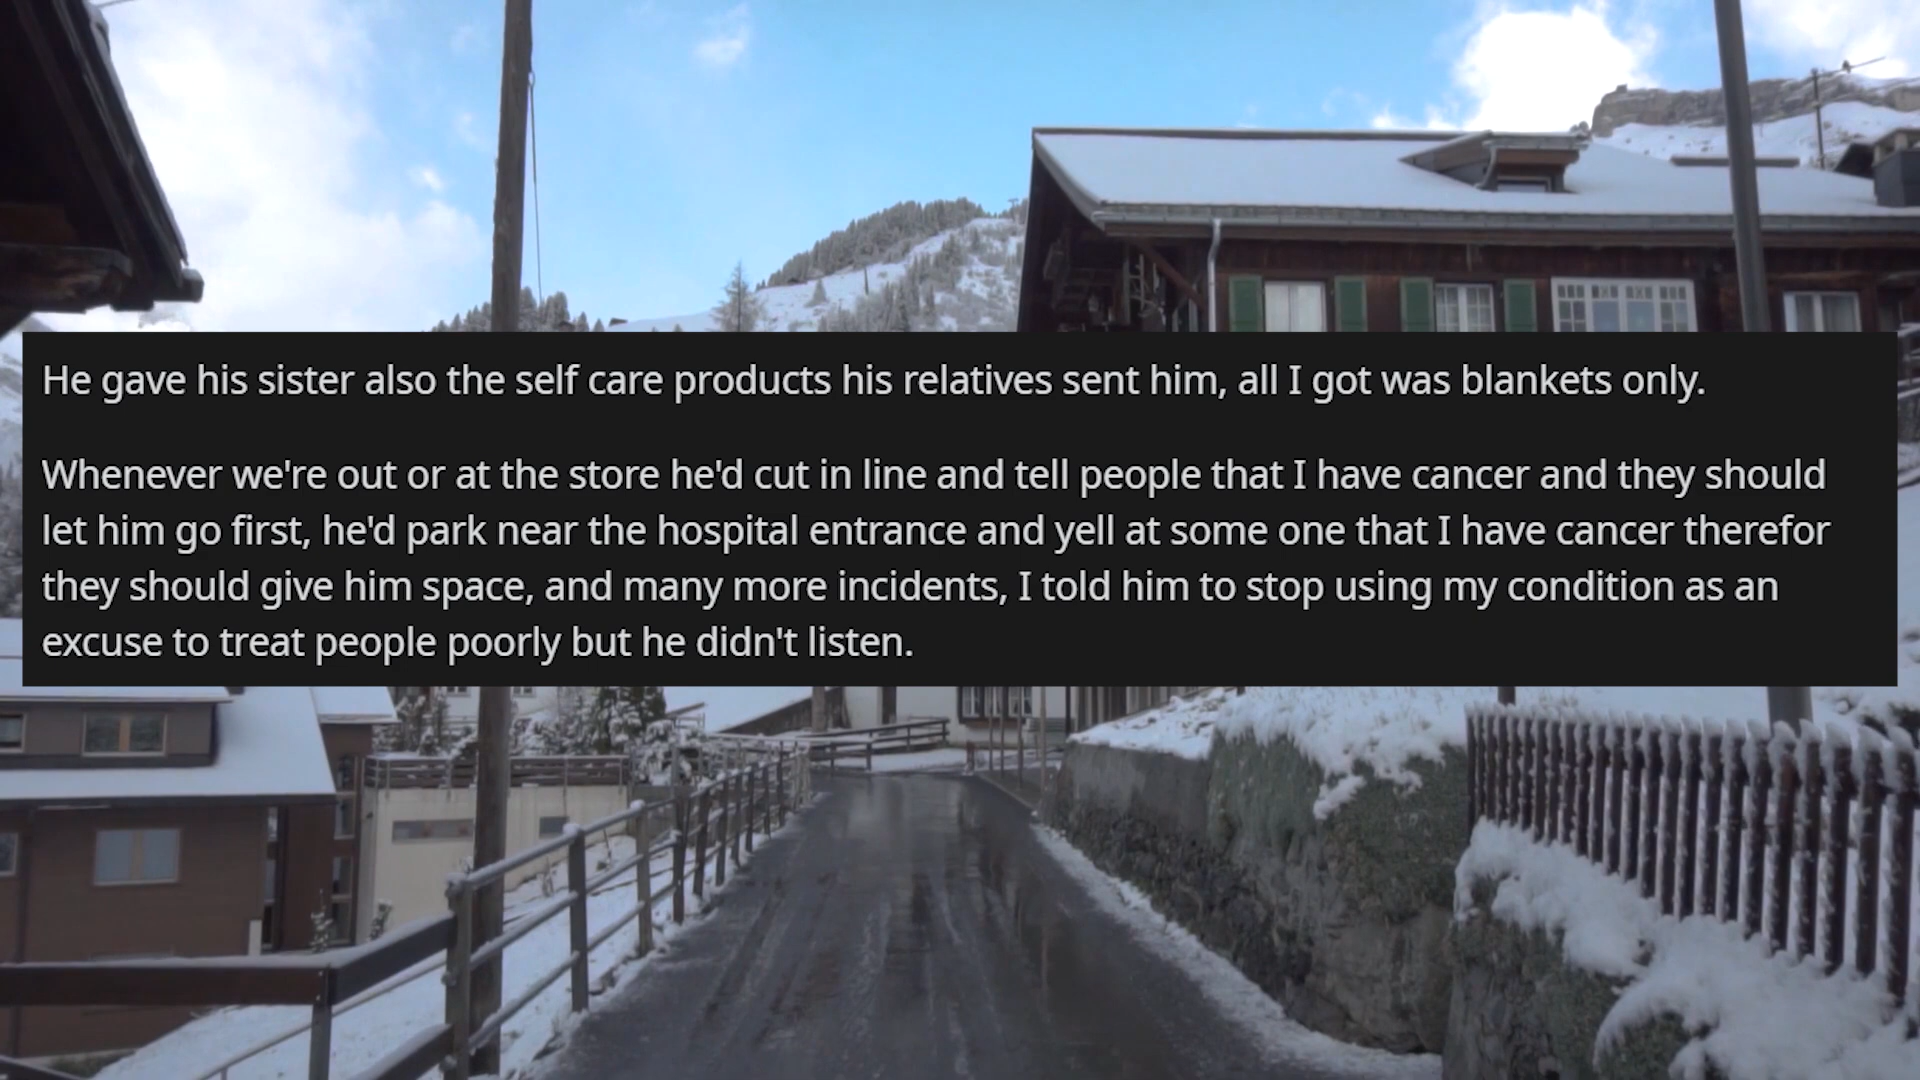 He gave his sister also the self care products his relatives sent him, all I got was blankets only.
Whenever we're out or at the store he'd cut in line and tell people that I have cancer and they should
let him go first, he'd park near the hospital entrance and yell at some one that I have cancer therefor
they should give him space, and many more incidents, I told him to stop using my condition as an
excuse to treat people poorly but he didn't listen.